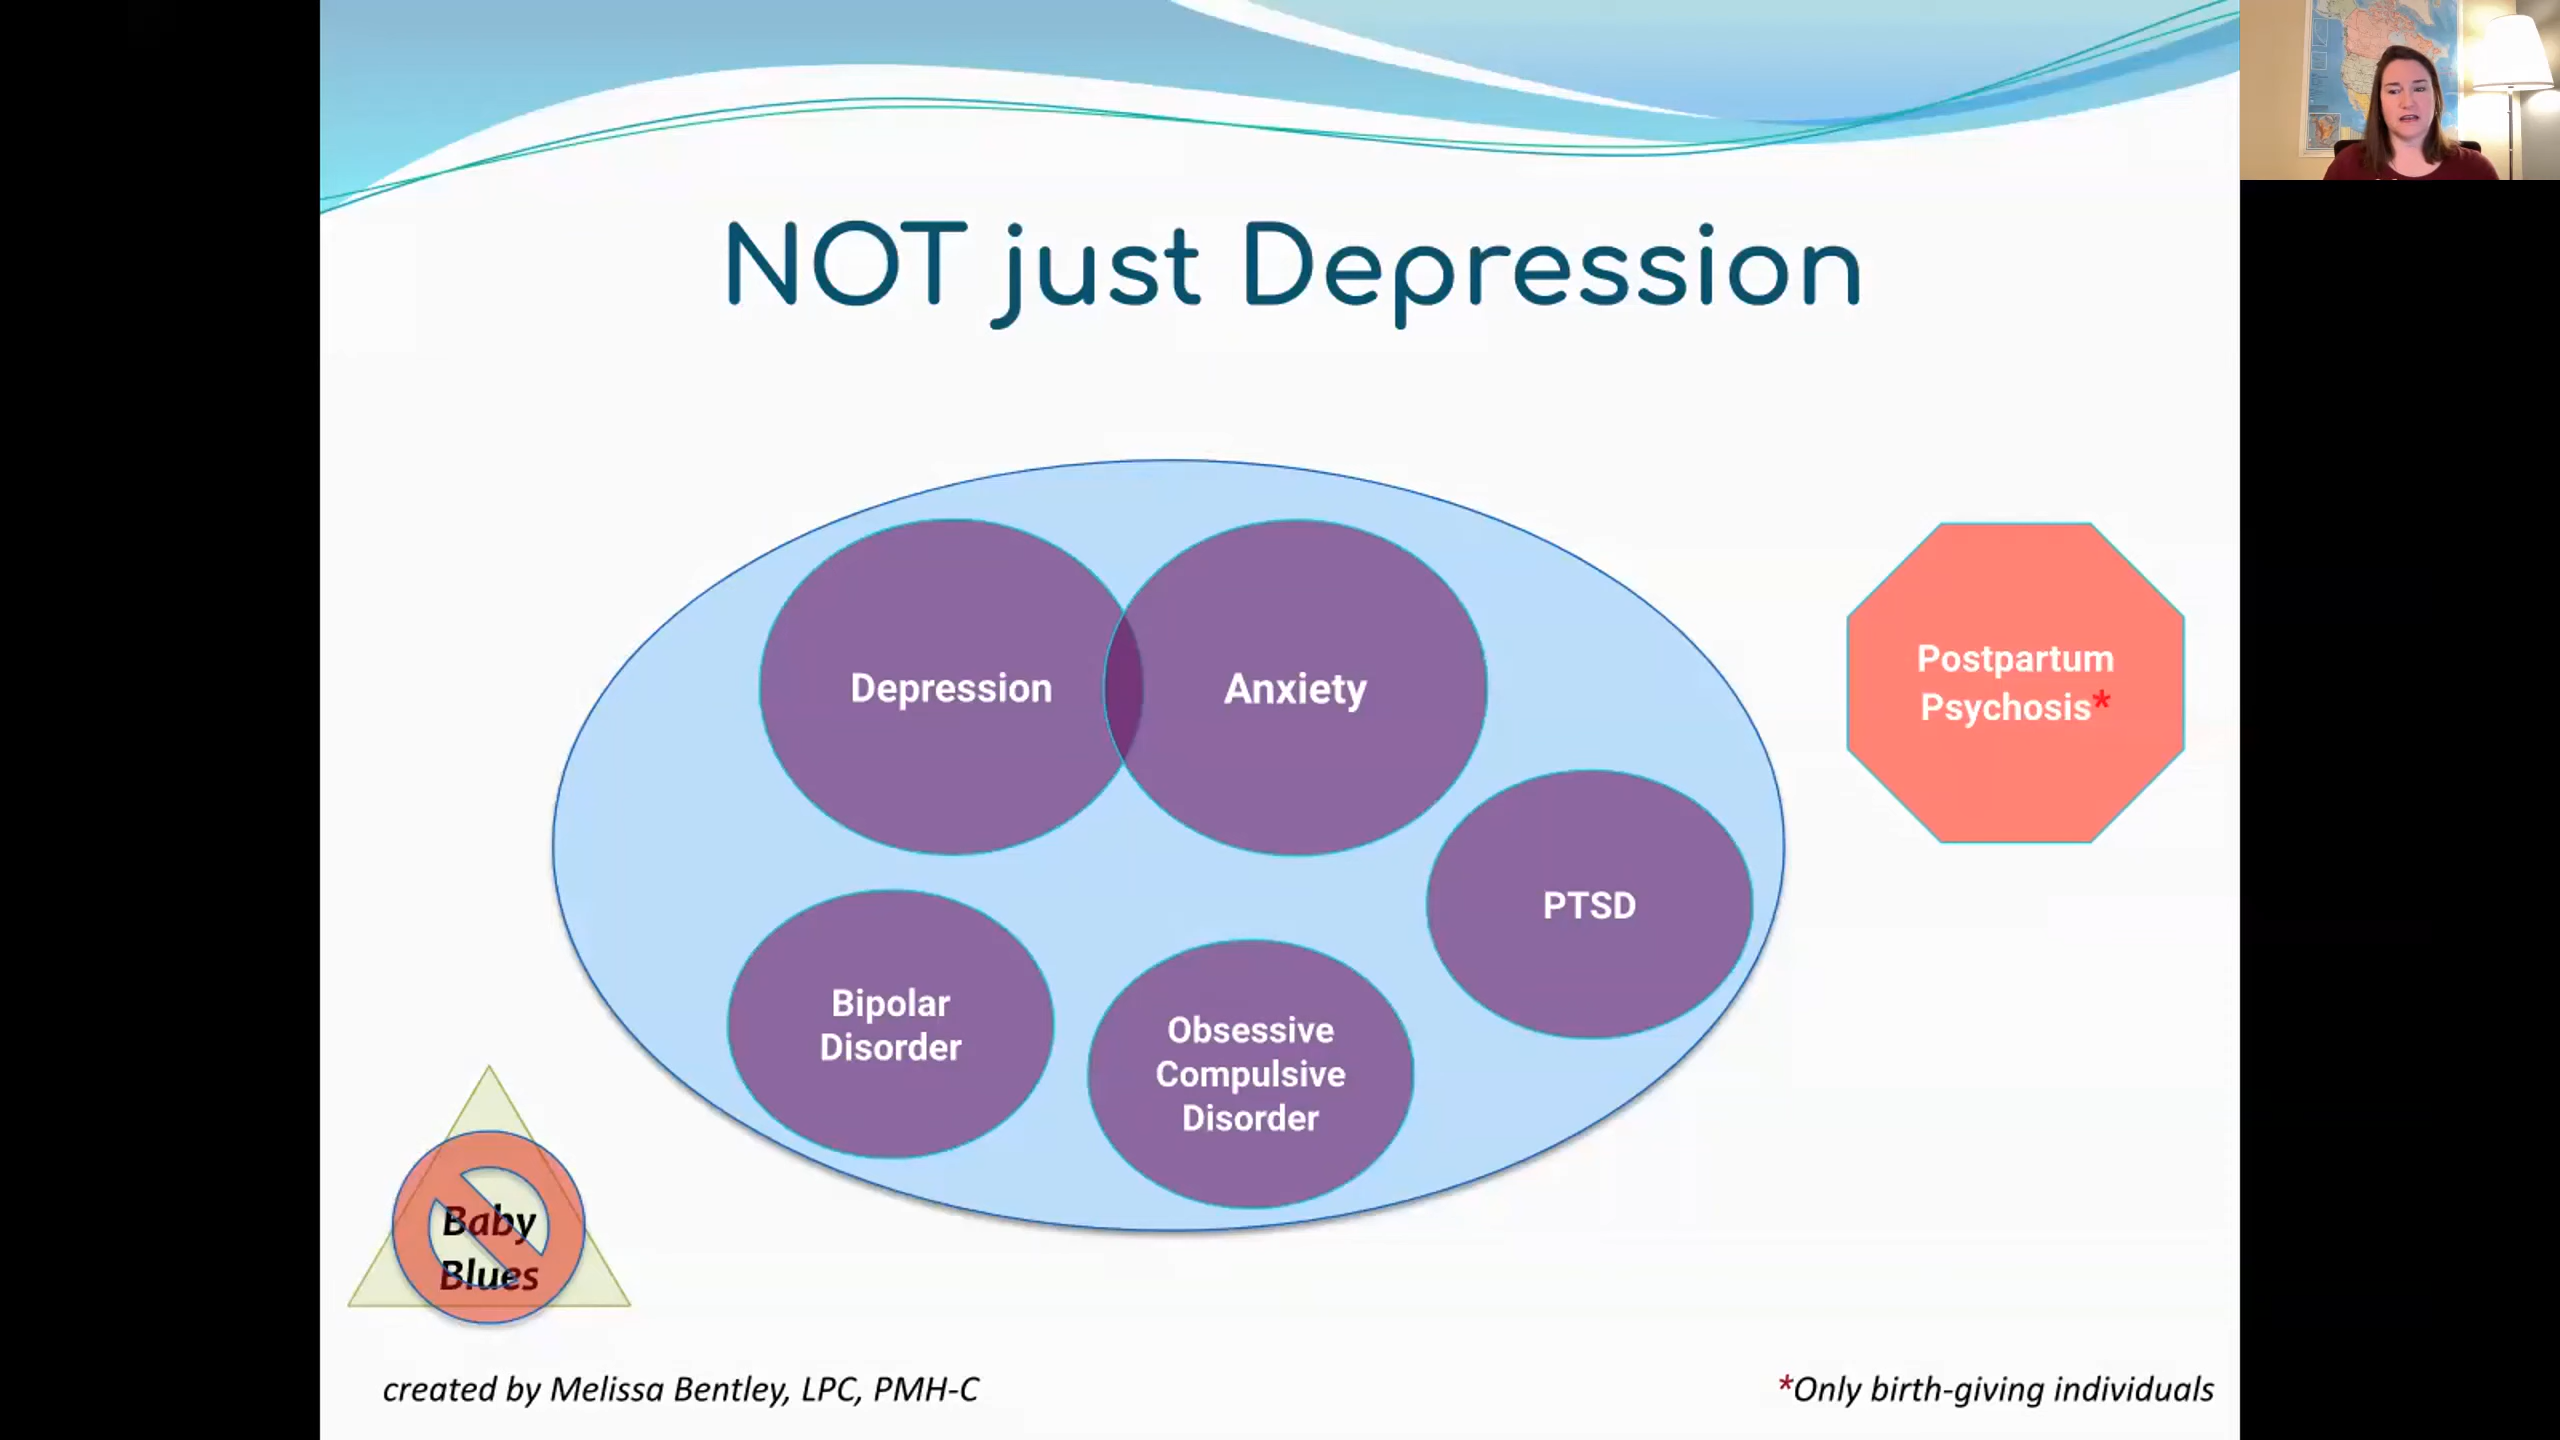 NOT just Depression
Depression
Anxiety
Postpartum
Psychosis*
PTSD
Bipolar
Disorder
Obsessive
Compulsive
Disorder
Baby
Blues
created by Melissa Bentley, LPC, PMH-C
*Only birth-giving individuals